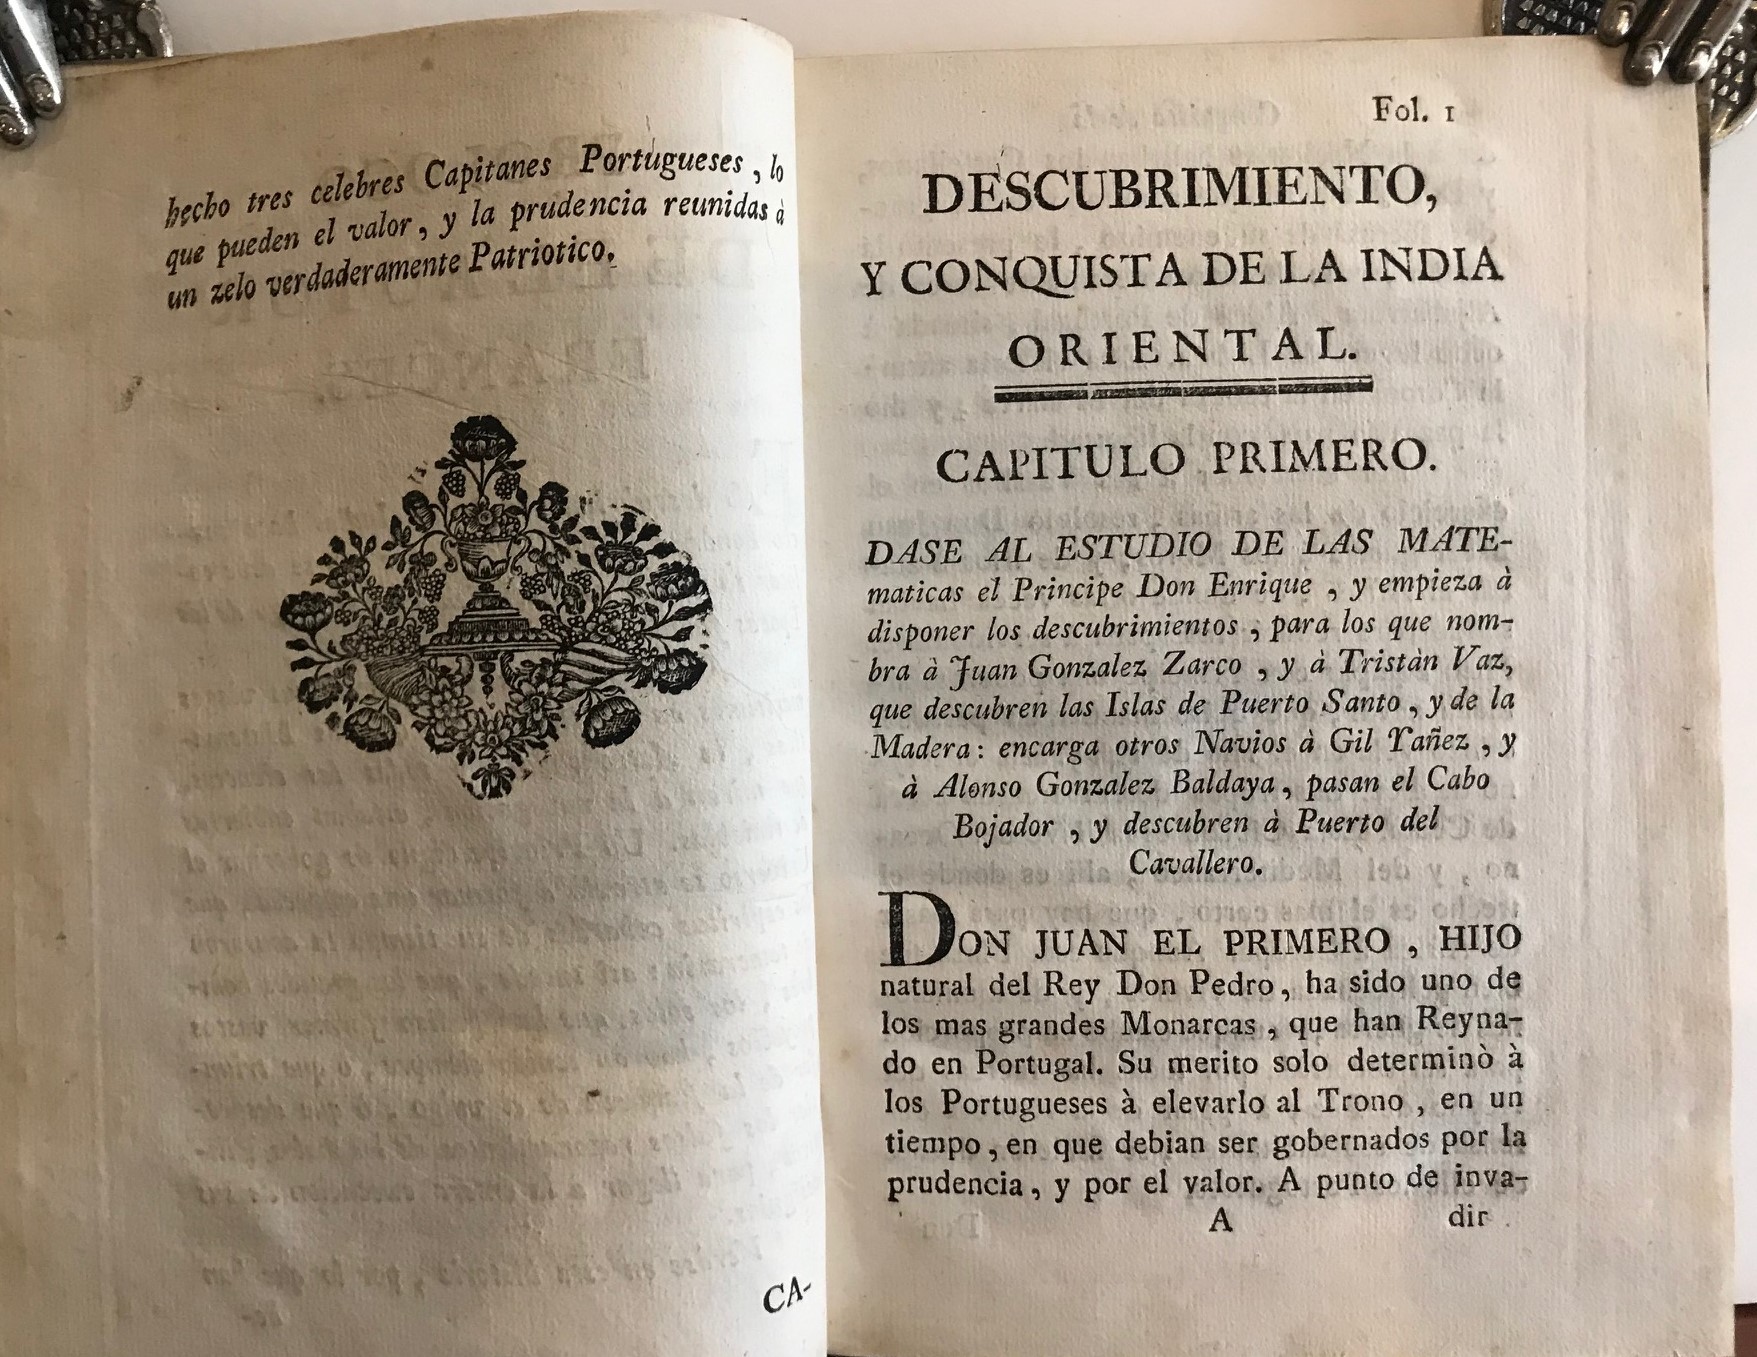 hecho tres celebres Capitanes Portugueses, lo
que pueden el valor, y la prudencia reunidas à
un zelo verdaderamente Patriotico.
CA-
Fol. 1
DESCUBRIMIENTO,
Y CONQUISTA DE LA INDIA
ORIENTAL.
CAPITULO PRIMERO.
DASE AL ESTUDIO DE LAS MATE-
maticas el Principe Don Enrique, y empieza à
disponer los descubrimientos, para los que nom-
bra à Juan Gonzalez Zarco, y à Tristàn Vaz,
que descubren las Islas de Puerto Santo, y de la
Madera: encarga otros Navios à Gil Yañez, y
à Alonso Gonzalez Baldaya, pasan el Cabo
Bojador, y descubren à Puerto del
Cavallero.
DON JUAN EL PRIMERO, HIJO
natural del Rey Don Pedro, ha sido uno de
los mas grandes Monarcas, que han Reyna-
do en Portugal. Su merito solo determinò à
los Portugueses à elevarlo al Trono, en un
tiempo, en que debian ser gobernados por la
prudencia, y por el valor. A punto de inva-
A dir